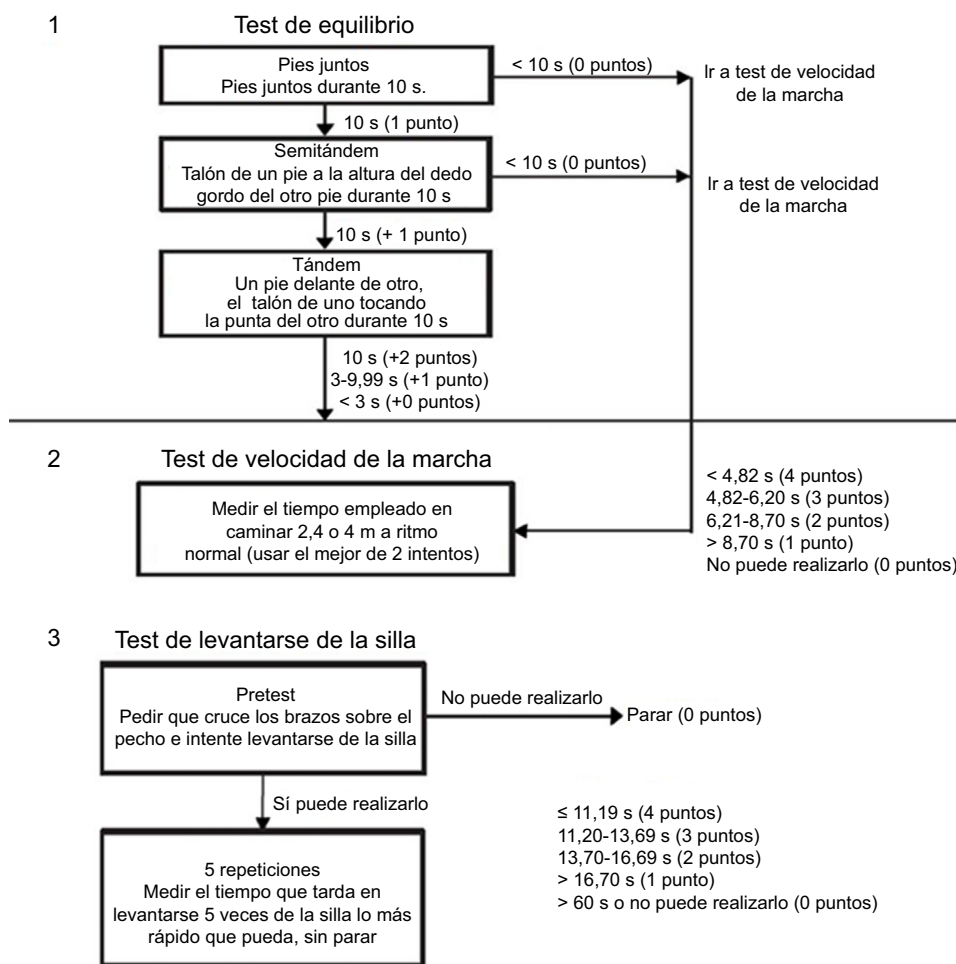 1
Test de equilibrio
Pies juntos
Pies juntos durante 10 s.
< 10 s (0 puntos)
Ir a test de velocidad
de la marcha
10 s (1 punto)
Semitándem
Talón de un pie a la altura del dedo
gordo del otro pie durante 10 s
< 10 s (0 puntos)
Ir a test de velocidad
de la marcha
10 s (+ 1 punto)
Tándem
Un pie delante de otro,
el talón de uno tocando
la punta del otro durante 10 s
10 s (+2 puntos)
3-9,99 s (+1 punto)
< 3 s (+0 puntos)
2
Test de velocidad de la marcha
Medir el tiempo empleado en
caminar 2,4 o 4 m a ritmo
normal (usar el mejor de 2 intentos)
< 4,82 s (4 puntos)
4,82-6,20 s (3 puntos)
6,21-8,70 s (2 puntos)
> 8,70 s (1 punto)
No puede realizarlo (0 puntos)
3
Test de levantarse de la silla
Pretest
Pedir que cruce los brazos sobre el
pecho e intente levantarse de la silla
No puede realizarlo
Parar (0 puntos)
Sí puede realizarlo
5 repeticiones
Medir el tiempo que tarda en
levantarse 5 veces de la silla lo más
rápido que pueda, sin parar
≤ 11,19 s (4 puntos)
11,20-13,69 s (3 puntos)
13,70-16,69 s (2 puntos)
> 16,70 s (1 punto)
> 60 s o no puede realizarlo (0 puntos)